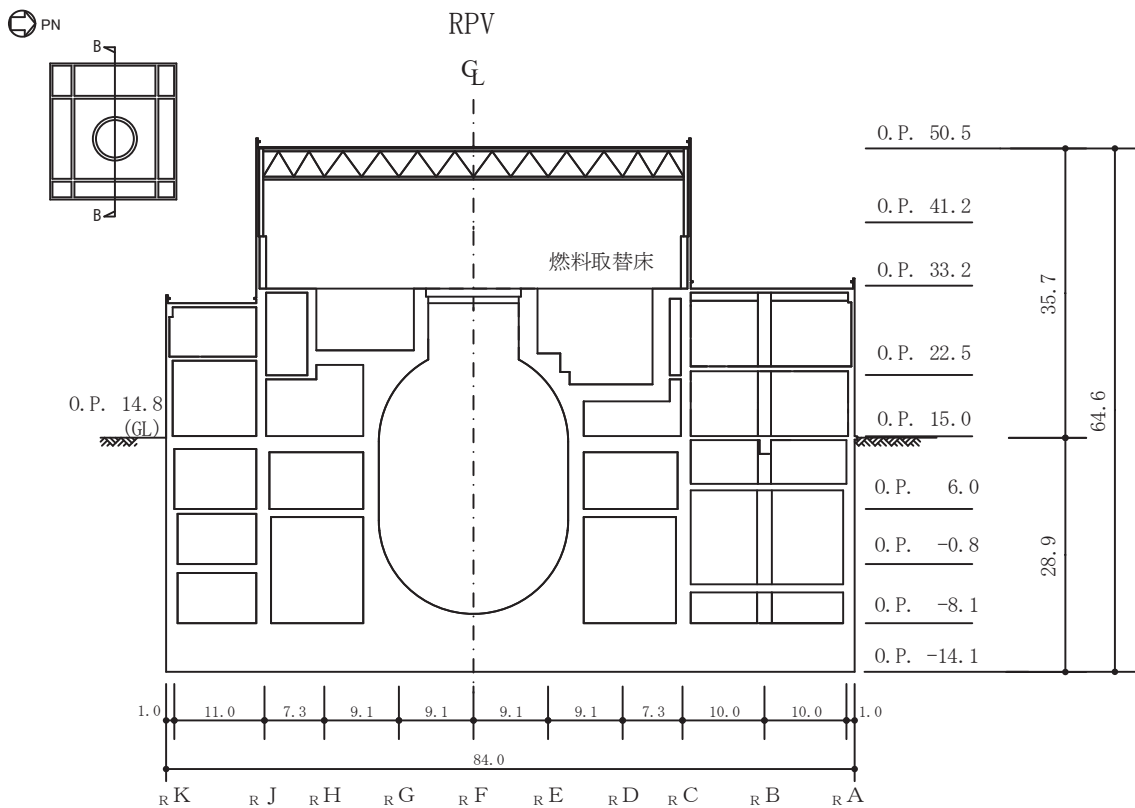 PN
B
B
RPV
CL
燃料取替床
O.P. 14.8
(GL)
O.P. 50.5
O.P. 41.2
O.P. 33.2
O.P. 22.5
O.P. 15.0
O.P. 6.0
O.P. -0.8
O.P. -8.1
O.P. -14.1
35.7
64.6
28.9
1.0 11.0 7.3 9.1 9.1 9.1 9.1 7.3 10.0 10.0 1.0
84.0
RK RJ RH RG RF RE RD RC RB RA